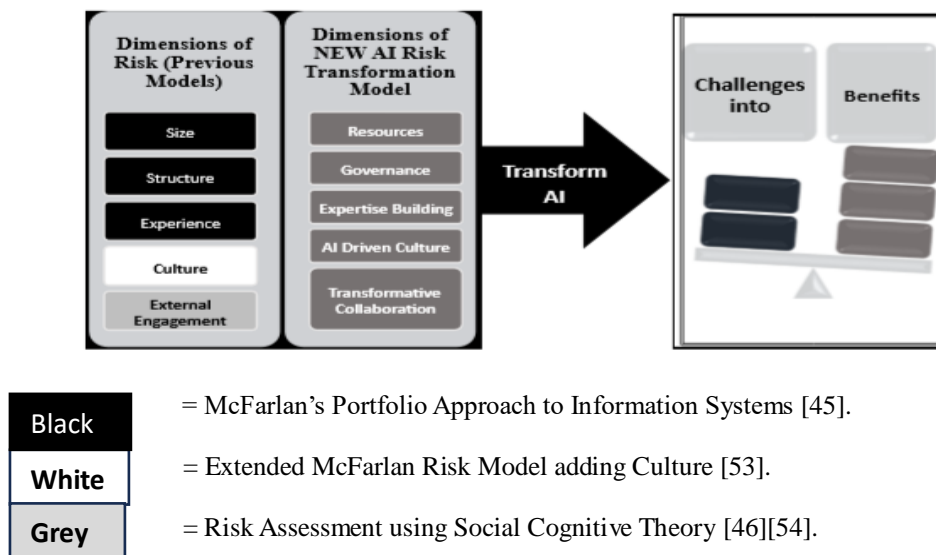 Dimensions of
Risk (Previous
Models)
Size
Structure
Experience
Culture
External
Engagement
Dimensions of
NEW AI Risk
Transformation
Model
Resources
Governance
Expertise Building
AI Driven Culture
Transformative
Collaboration
Transform
AI
Challenges
into
Benefits
Black
= McFarlan’s Portfolio Approach to Information Systems [45].
White
= Extended McFarlan Risk Model adding Culture [53].
Grey
= Risk Assessment using Social Cognitive Theory [46][54].